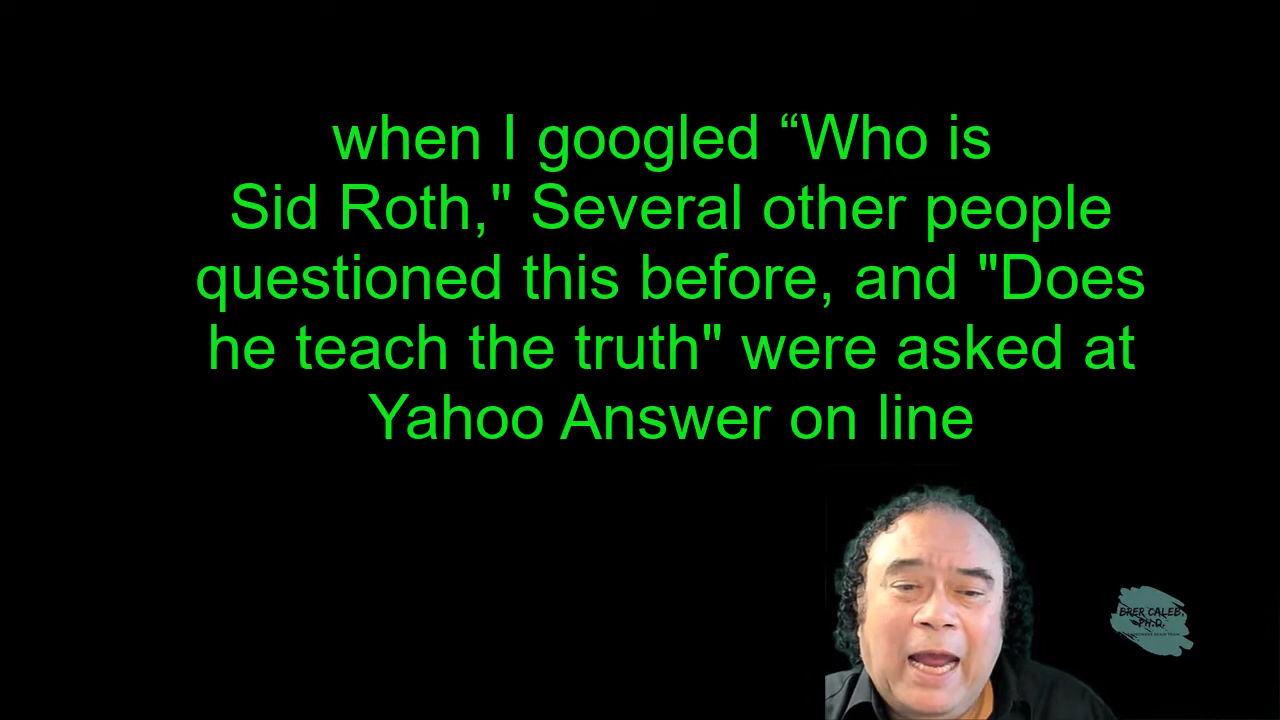 when I googled “Who is
Sid Roth," Several other people
questioned this before, and "Does
he teach the truth" were asked at
Yahoo Answer on line
BRER CALEB,
PH.D.